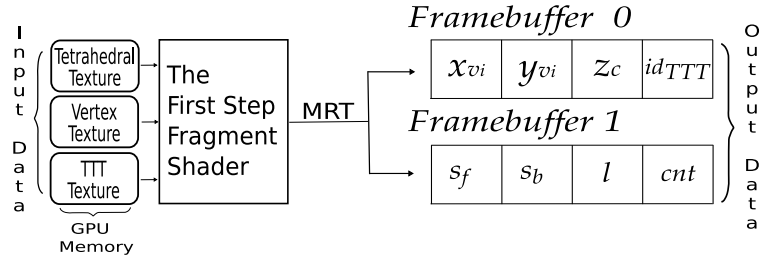 Input Data
Tetrahedral
Texture
Vertex
Texture
TTT
Texture
GPU
Memory
The
First Step
Fragment
Shader
MRT
Framebuffer 0
x_vi y_vi z_c id_TTT
Framebuffer 1
s_f s_b l cnt
Output Data